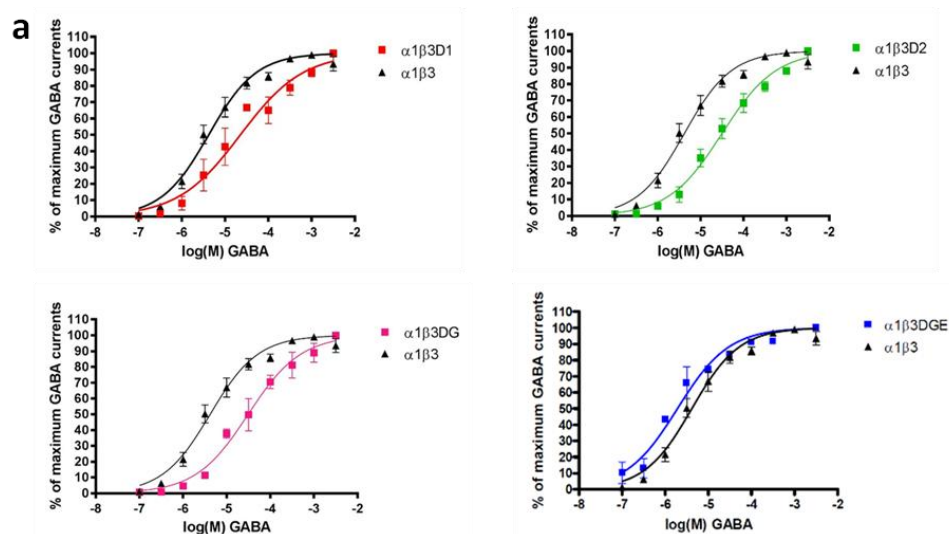 a
% of maximum GABA currents
110
100
90
80
70
60
50
40
30
20
10
0
-8 -7 -6 -5 -4 -3 -2
log(M) GABA
α1β3D1
α1β3
% of maximum GABA currents
110
100
90
80
70
60
50
40
30
20
10
0
-8 -7 -6 -5 -4 -3 -2
log(M) GABA
α1β3D2
α1β3
% of maximum GABA currents
110
100
90
80
70
60
50
40
30
20
10
0
-8 -7 -6 -5 -4 -3 -2
log(M) GABA
α1β3DG
α1β3
% of maximum GABA currents
110
100
90
80
70
60
50
40
30
20
10
0
-8 -7 -6 -5 -4 -3 -2
log(M) GABA
α1β3DGE
α1β3